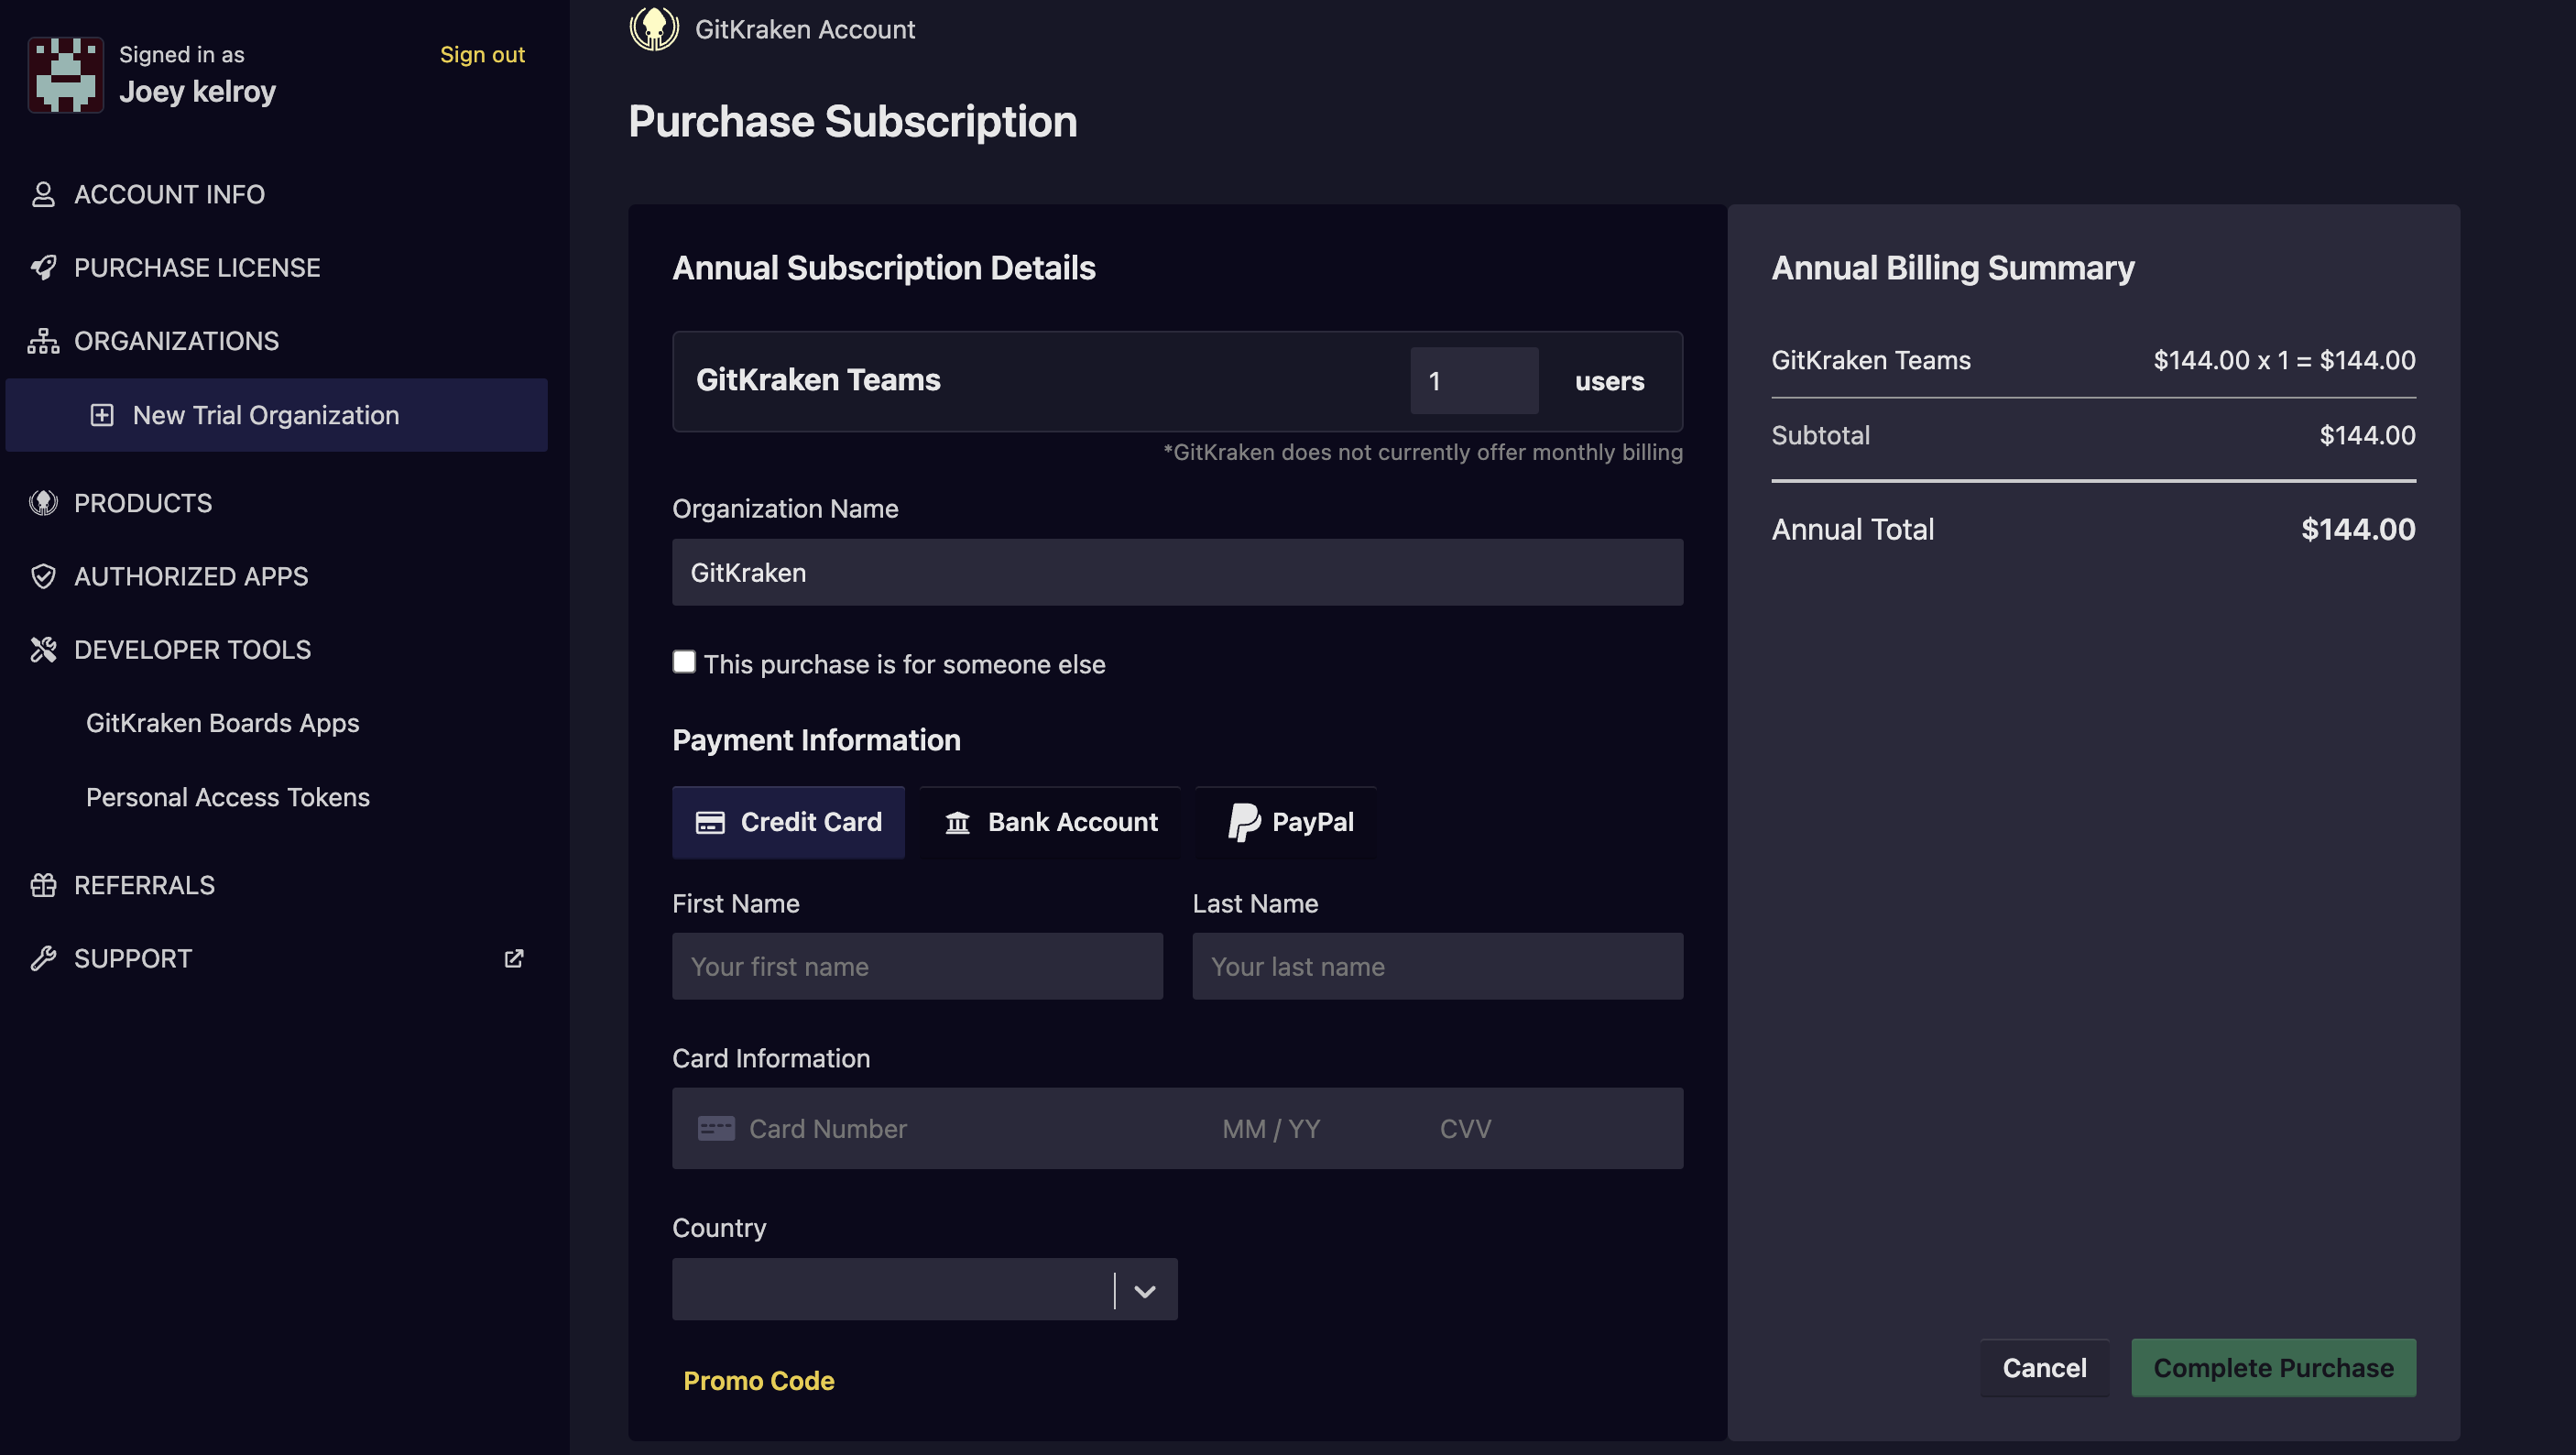 Signed in as
Joey kelroy
Sign out
ACCOUNT INFO
PURCHASE LICENSE
ORGANIZATIONS
New Trial Organization
PRODUCTS
AUTHORIZED APPS
DEVELOPER TOOLS
GitKraken Boards Apps
Personal Access Tokens
REFERRALS
SUPPORT
GitKraken Account
Purchase Subscription
Annual Subscription Details
GitKraken Teams 1 users
*GitKraken does not currently offer monthly billing
Organization Name
GitKraken
This purchase is for someone else
Payment Information
Credit Card Bank Account PayPal
First Name Last Name
Your first name Your last name
Card Information
Card Number MM / YY CVV
Country
Promo Code
Annual Billing Summary
GitKraken Teams $144.00 x 1 = $144.00
Subtotal $144.00
Annual Total $144.00
Cancel Complete Purchase